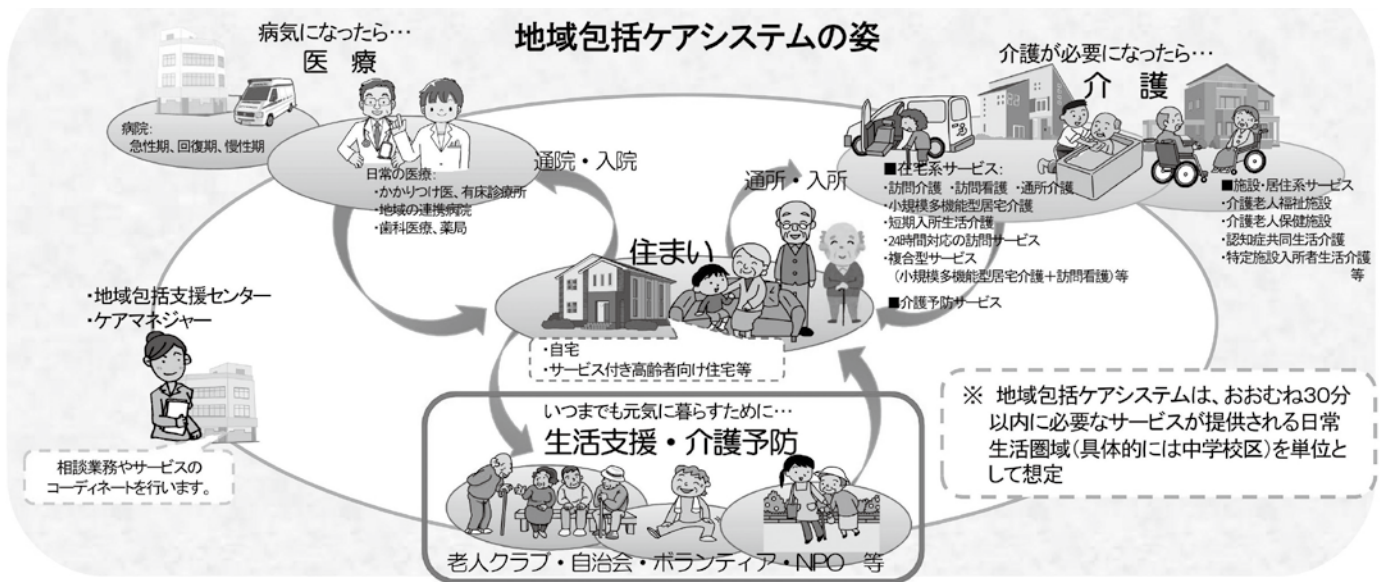 地域包括ケアシステムの姿
病気になったら…
医 療
病院:
急性期、回復期、慢性期
日常の医療:
・かかりつけ医、有床診療所
・地域の連携病院
・歯科医療、薬局
通院・入院
通所・入所
介護が必要になったら…
介 護
■在宅系サービス:
・訪問介護 ・訪問看護 ・通所介護
・小規模多機能型居宅介護
・短期入所生活介護
・24時間対応の訪問サービス
・複合型サービス
(小規模多機能型居宅介護+訪問看護)等
■介護予防サービス
■施設・居住系サービス
・介護老人福祉施設
・介護老人保健施設
・認知症共同生活介護
・特定施設入所者生活介護
等
住まい
・自宅
・サービス付き高齢者向け住宅等
・地域包括支援センター
・ケアマネジャー
相談業務やサービスの
コーディネートを行います。
いつまでも元気に暮らすために…
生活支援・介護予防
老人クラブ・自治会・ボランティア・NPO 等
※ 地域包括ケアシステムは、おおむね30分
以内に必要なサービスが提供される日常
生活圏域(具体的には中学校区)を単位と
して想定